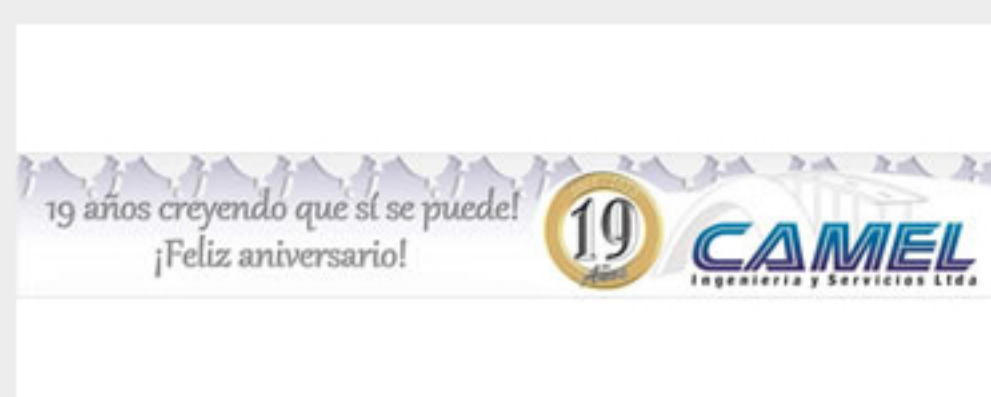 19 años creyendo que sí se puede!
¡Feliz aniversario!
19
Años
CAMEL
Ingeniería y Servicios Ltda